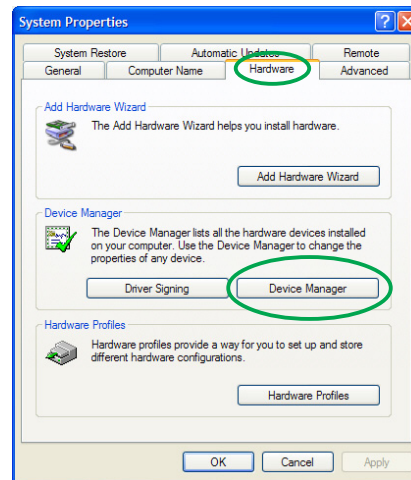 System Properties
System Restore Automatic Updates Remote
General Computer Name Hardware Advanced
Add Hardware Wizard
The Add Hardware Wizard helps you install hardware.
Add Hardware Wizard
Device Manager
The Device Manager lists all the hardware devices installed
on your computer. Use the Device Manager to change the
properties of any device.
Driver Signing Device Manager
Hardware Profiles
Hardware profiles provide a way for you to set up and store
different hardware configurations.
Hardware Profiles
OK Cancel Apply